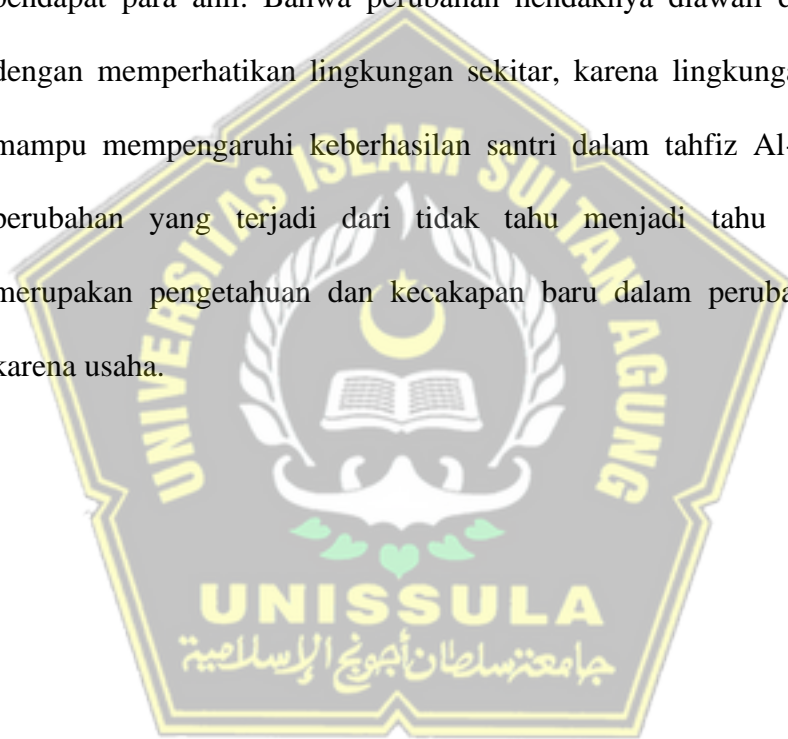 pendapat para ahli. Bahwa perubahan hendaknya diawali d
dengan memperhatikan lingkungan sekitar, karena lingkunga
mampu mempengaruhi keberhasilan santri dalam tahfiz Al-
perubahan yang terjadi dari tidak tahu menjadi tahu
merupakan pengetahuan dan kecakapan baru dalam peruba
karena usaha.
UNIVERSITAS ISLAM SULTAN AGUNG
UNISSULA
جامعة سلطان أجونج الإسلامية